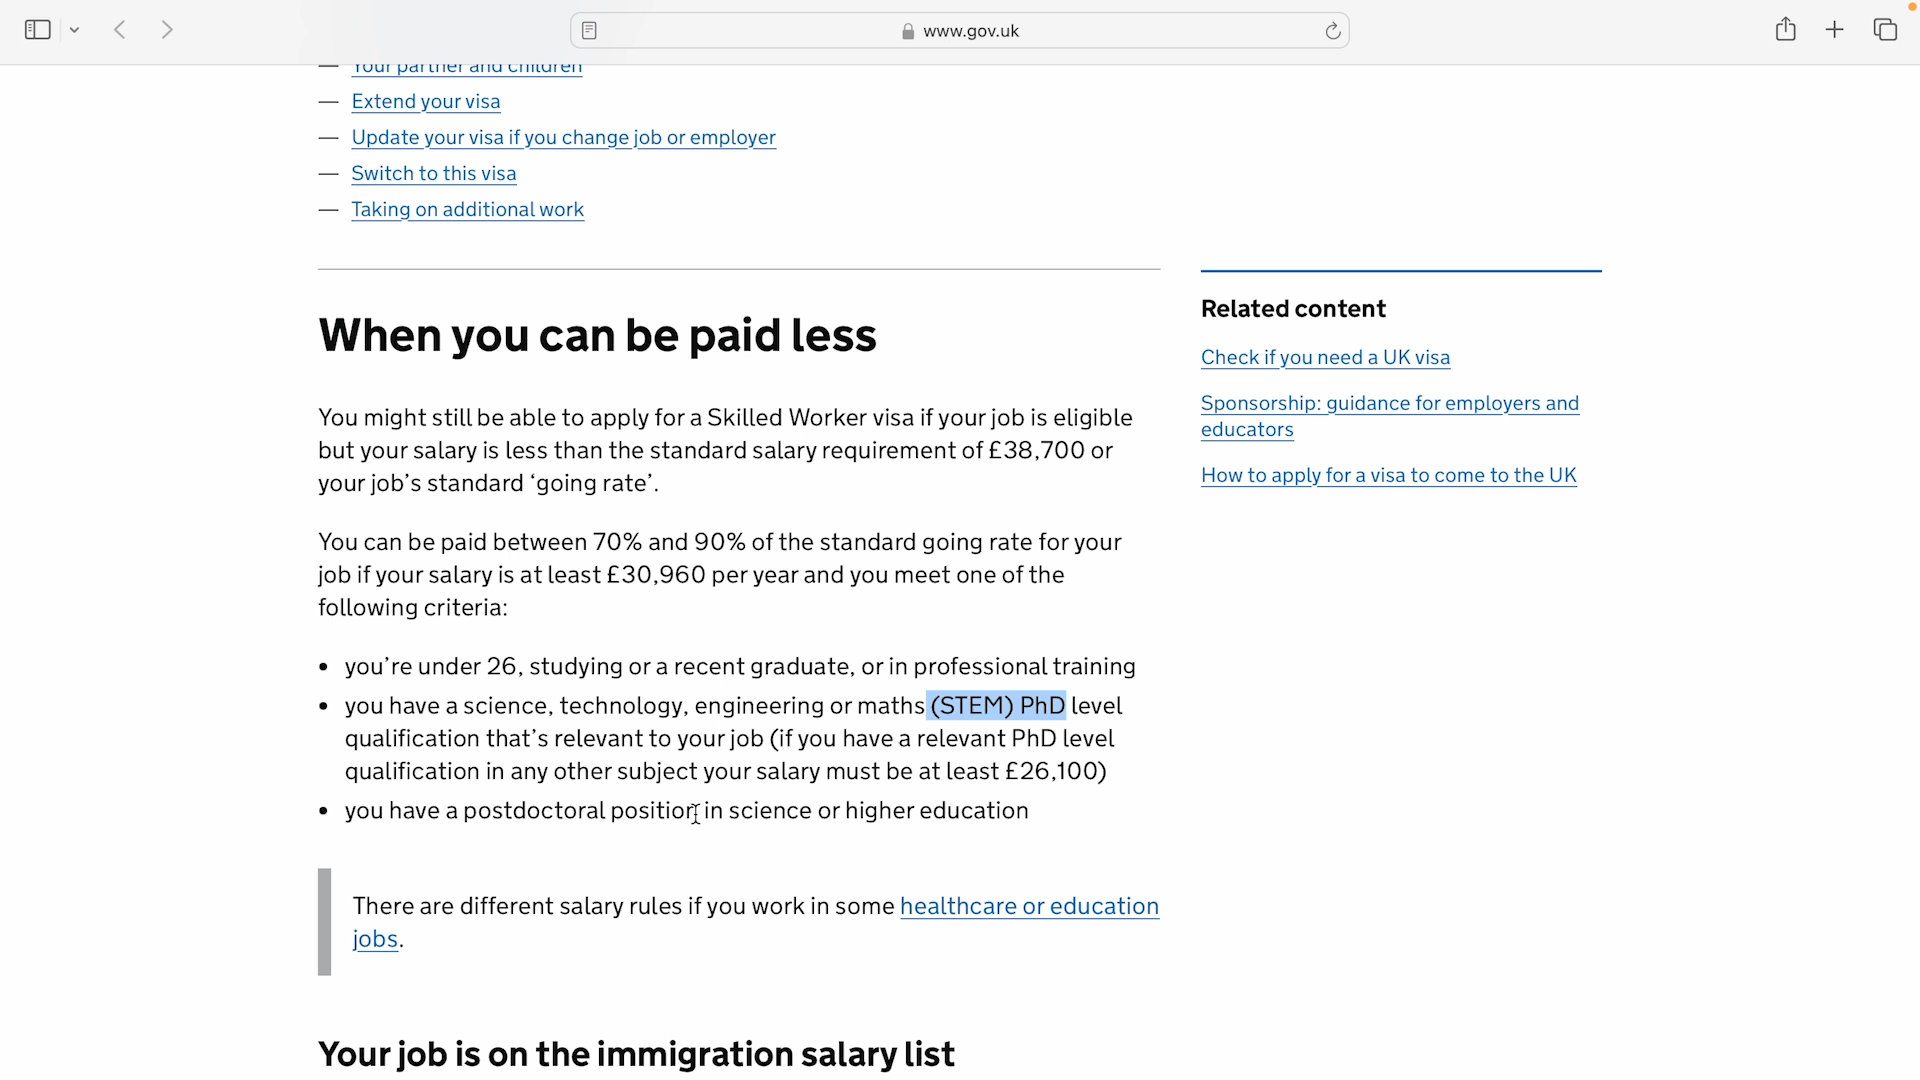 www.gov.uk
— Your partner and children
— Extend your visa
— Update your visa if you change job or employer
— Switch to this visa
— Taking on additional work
When you can be paid less
You might still be able to apply for a Skilled Worker visa if your job is eligible
but your salary is less than the standard salary requirement of £38,700 or
your job’s standard ‘going rate’.
You can be paid between 70% and 90% of the standard going rate for your
job if your salary is at least £30,960 per year and you meet one of the
following criteria:
• you’re under 26, studying or a recent graduate, or in professional training
• you have a science, technology, engineering or maths (STEM) PhD level
qualification that’s relevant to your job (if you have a relevant PhD level
qualification in any other subject your salary must be at least £26,100)
• you have a postdoctoral position in science or higher education
There are different salary rules if you work in some healthcare or education
jobs.
Your job is on the immigration salary list
Related content
Check if you need a UK visa
Sponsorship: guidance for employers and
educators
How to apply for a visa to come to the UK